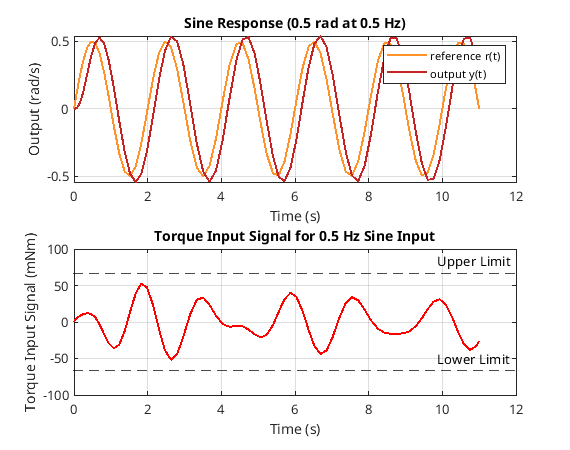 Sine Response (0.5 rad at 0.5 Hz)
Output (rad/s)
0.5
0
-0.5
reference r(t)
output y(t)
0 2 4 6 8 10 12
Time (s)
Torque Input Signal for 0.5 Hz Sine Input
Torque Input Signal (mNm)
100
50
0
-50
-100
Upper Limit
Lower Limit
0 2 4 6 8 10 12
Time (s)